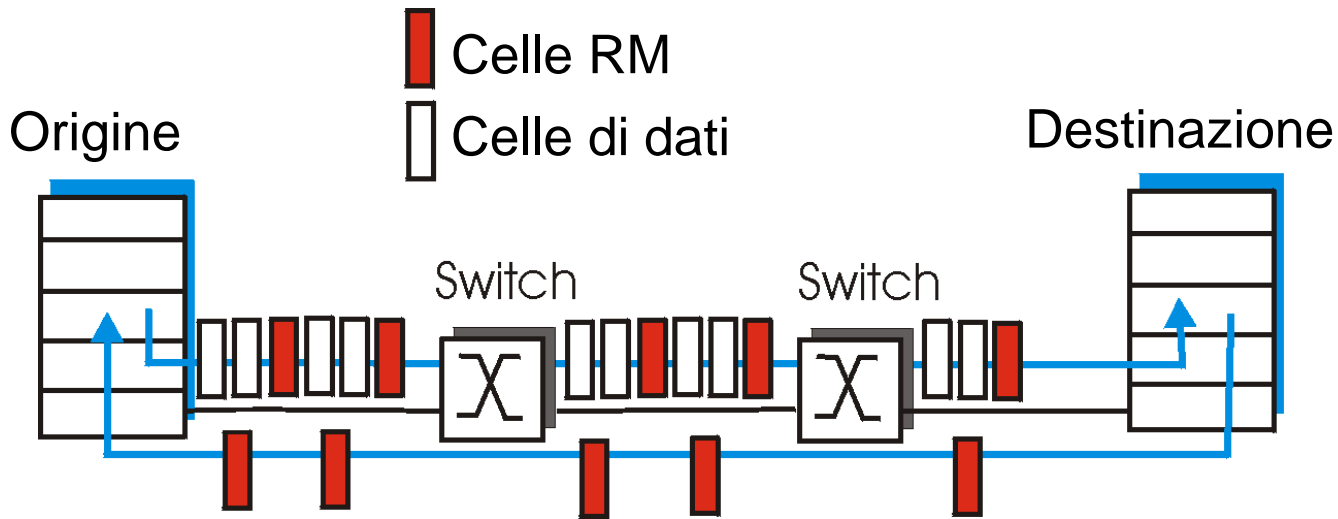 Celle RM
Celle di dati
Origine
Destinazione
Switch
Switch